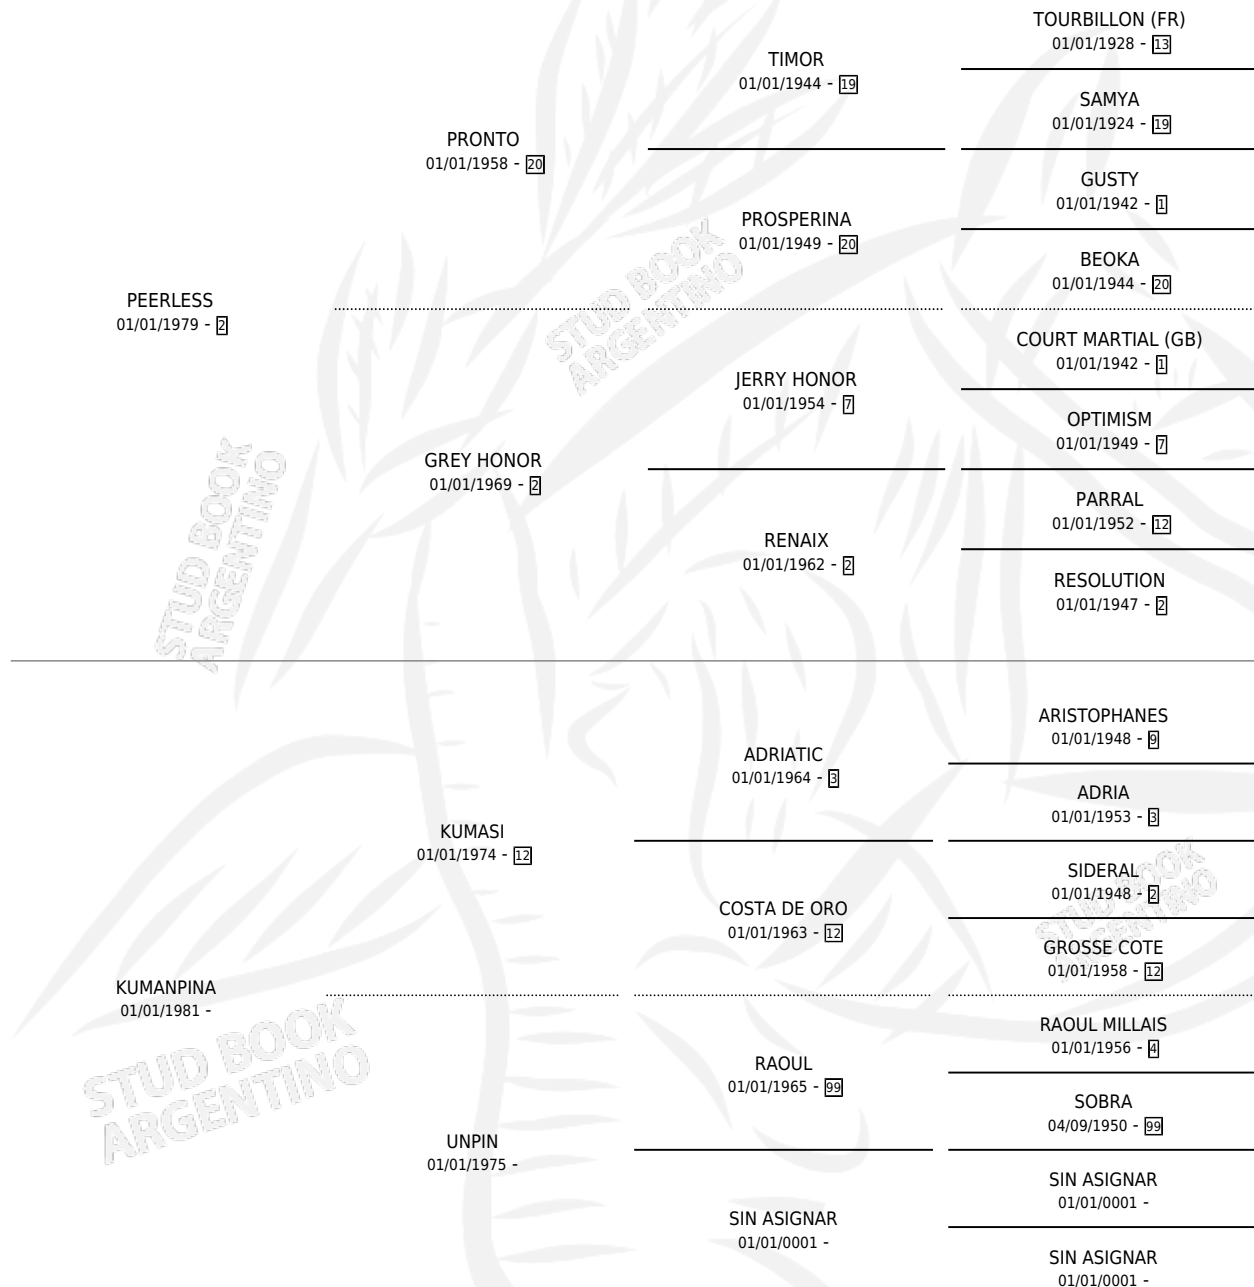 TOURBILLON (FR)
01/01/1928 - 13
TIMOR
01/01/1944 - 19
SAMYA
01/01/1924 - 19
PRONTO
01/01/1958 - 20
GUSTY
01/01/1942 - 1
PROSPERINA
01/01/1949 - 20
BEOKA
01/01/1944 - 20
PEERLESS
01/01/1979 - 2
COURT MARTIAL (GB)
01/01/1942 - 1
JERRY HONOR
01/01/1954 - 7
OPTIMISM
01/01/1949 - 7
GREY HONOR
01/01/1969 - 2
PARRAL
01/01/1952 - 12
RENAIX
01/01/1962 - 2
RESOLUTION
01/01/1947 - 2
STUD BOOK
ARGENTINO
STUD BOOK
ARGENTINO
ARISTOPHANES
01/01/1948 - 9
ADRIATIC
01/01/1964 - 3
ADRIA
01/01/1953 - 3
KUMASI
01/01/1974 - 12
SIDERAL
01/01/1948 - 2
COSTA DE ORO
01/01/1963 - 12
GROSSE COTE
01/01/1958 - 12
KUMANPINA
01/01/1981 -
RAOUL MILLAIS
01/01/1956 - 4
RAOUL
01/01/1965 - 99
SOBRA
04/09/1950 - 99
UNPIN
01/01/1975 -
SIN ASIGNAR
01/01/0001 -
SIN ASIGNAR
01/01/0001 -
SIN ASIGNAR
01/01/0001 -
STUD BOOK
ARGENTINO
STUD BOOK
ARGENTINO